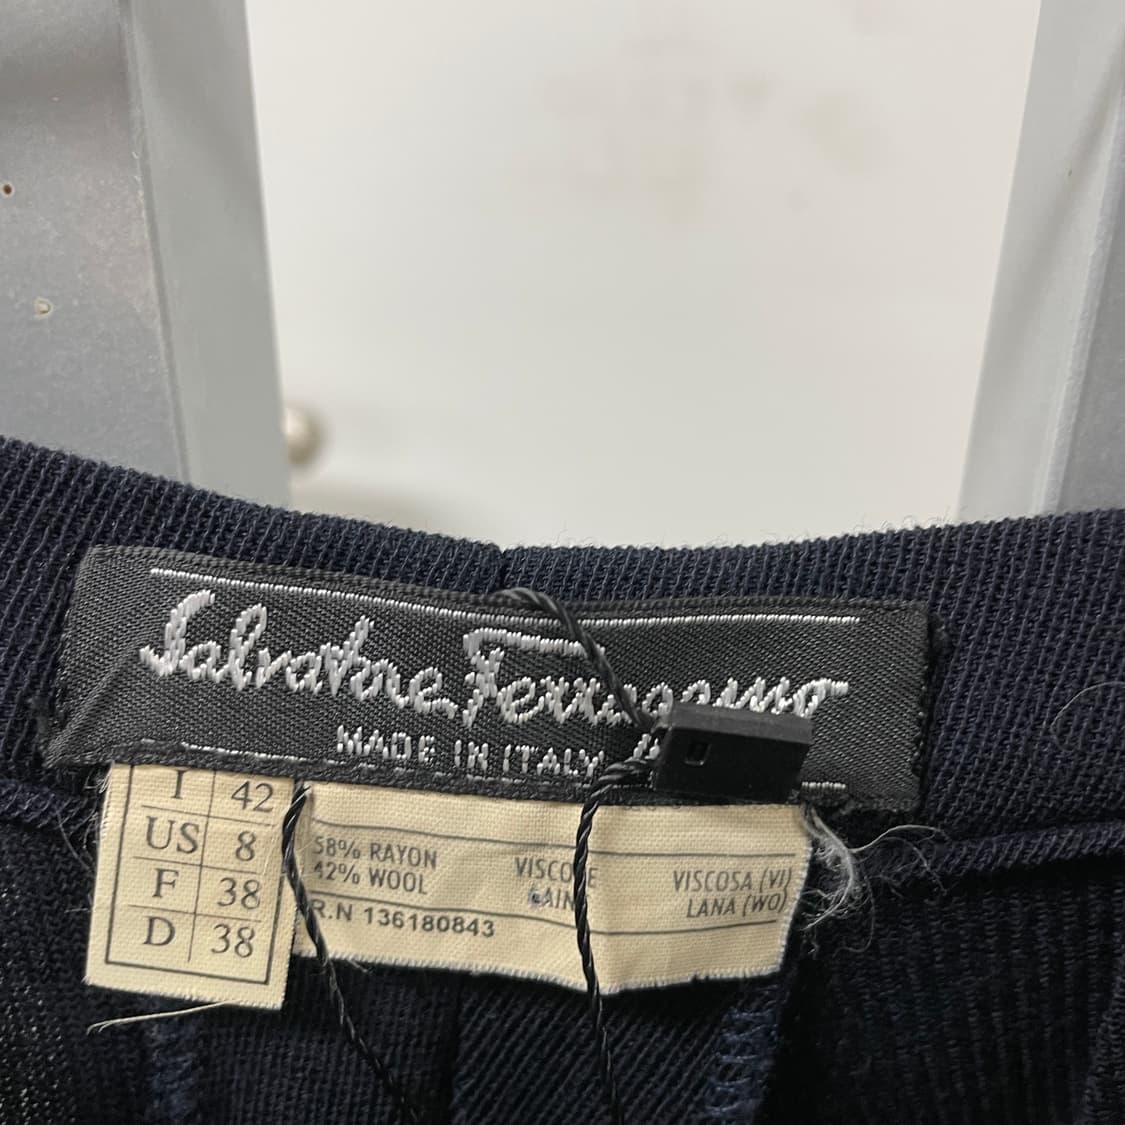 Salvatore Ferragamo
MADE IN ITALY
I 42
US 8
F 38
D 38
58% RAYON VISCOSE VISCOSA (VI)
42% WOOL LAINE LANA (WO)
R.N 136180843